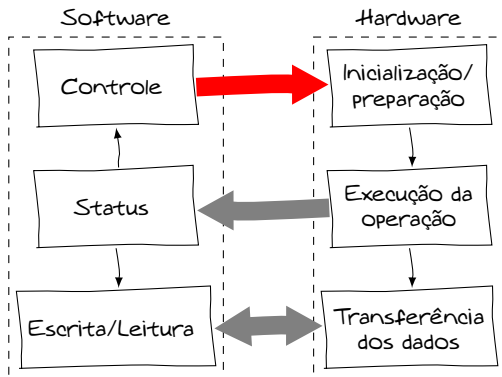 Software
Hardware
Controle
Inicialização/
preparação
Status
Execução da
operação
Escrita/Leitura
Transferência
dos dados